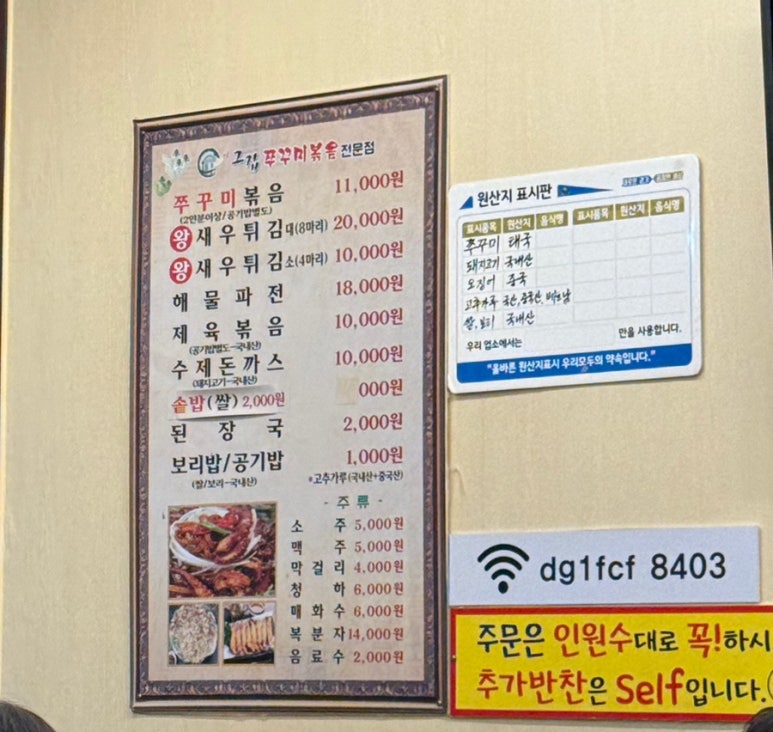 그집 쭈꾸미볶음 전문점
쭈꾸미볶음 11,000원
(2인분이상/공기밥별도)
왕새우튀김 대(8마리) 20,000원
왕새우튀김 소(4마리) 10,000원
해물파전 18,000원
제육볶음 10,000원
(공기밥별도-국내산)
수제돈까스 10,000원
(돼지고기-국내산)
솥밥(쌀) 2,000원 000원
된장국 2,000원
보리밥/공기밥 1,000원
(쌀/보리-국내산)
*고추가루(국내산+중국산)
- 주류 -
소주 5,000원
맥주 5,000원
막걸리 4,000원
청하 6,000원
매화수 6,000원
복분자 14,000원
음료수 2,000원
원산지 표시판
표시품목 원산지 음식명 표시품목 원산지 음식명
쭈꾸미 태국
돼지고기 국내산
오징어 중국
고추가루 국산,중국산,베트남
쌀,보리 국내산
우리 업소에서는 만을 사용합니다.
"올바른 원산지표시 우리모두의 약속입니다."
dg1fcf 8403
주문은 인원수대로 꼭!하시
추가반찬은 Self입니다.